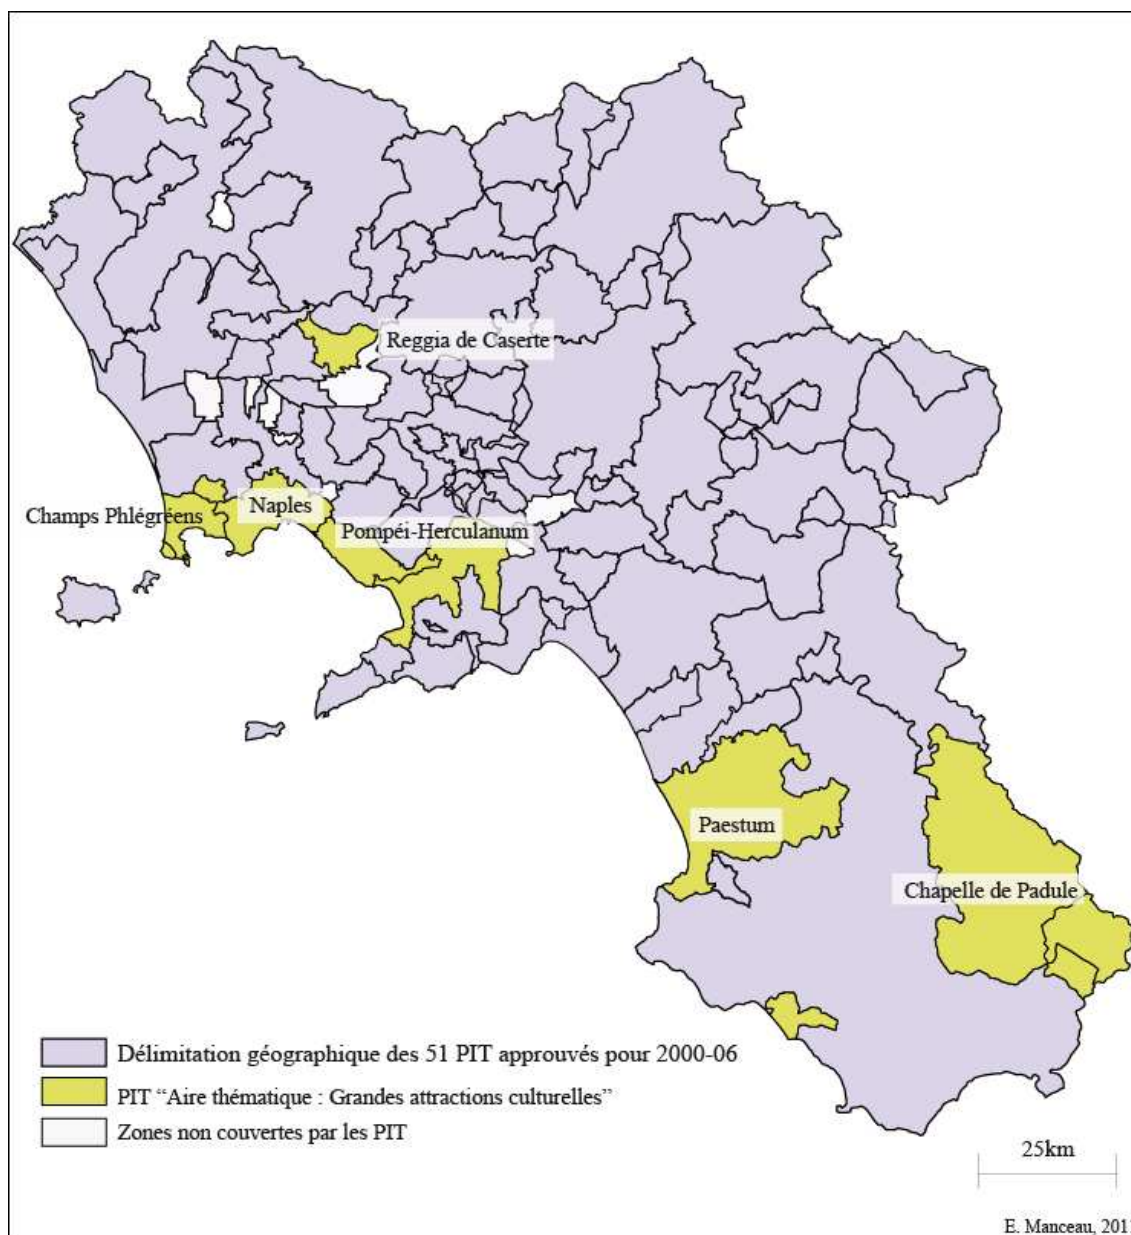 Reggia de Caserte
Naples
Champs Phlégréens
Pompéi-Herculanum
Paestum
Chapelle de Padule
Délimitation géographique des 51 PIT approuvés pour 2000-06
PIT “Aire thématique : Grandes attractions culturelles”
Zones non couvertes par les PIT
25km
E. Manceau, 201